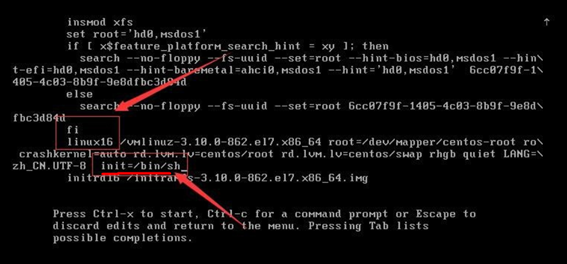 insmod xfs
set root='hd0,msdos1'
if [ x$feature_platform_search_hint = xy ]; then
search --no-floppy --fs-uuid --set=root --hint-bios=hd0,msdos1 --hin\
t-efi=hd0,msdos1 --hint-baremetal=ahci0,msdos1 --hint='hd0,msdos1' 6cc07f9f-1\
405-4c03-8b9f-9e8dfbc3d84d
else
search --no-floppy --fs-uuid --set=root 6cc07f9f-1405-4c03-8b9f-9e8d\
fbc3d84d
fi
linux16 /vmlinuz-3.10.0-862.el7.x86_64 root=/dev/mapper/centos-root ro\
crashkernel=auto rd.lvm.lv=centos/root rd.lvm.lv=centos/swap rhgb quiet LANG=\
zh_CN.UTF-8 init=/bin/sh_
initrd16 /initramfs-3.10.0-862.el7.x86_64.img
Press Ctrl-x to start, Ctrl-c for a command prompt or Escape to
discard edits and return to the menu. Pressing Tab lists
possible completions.